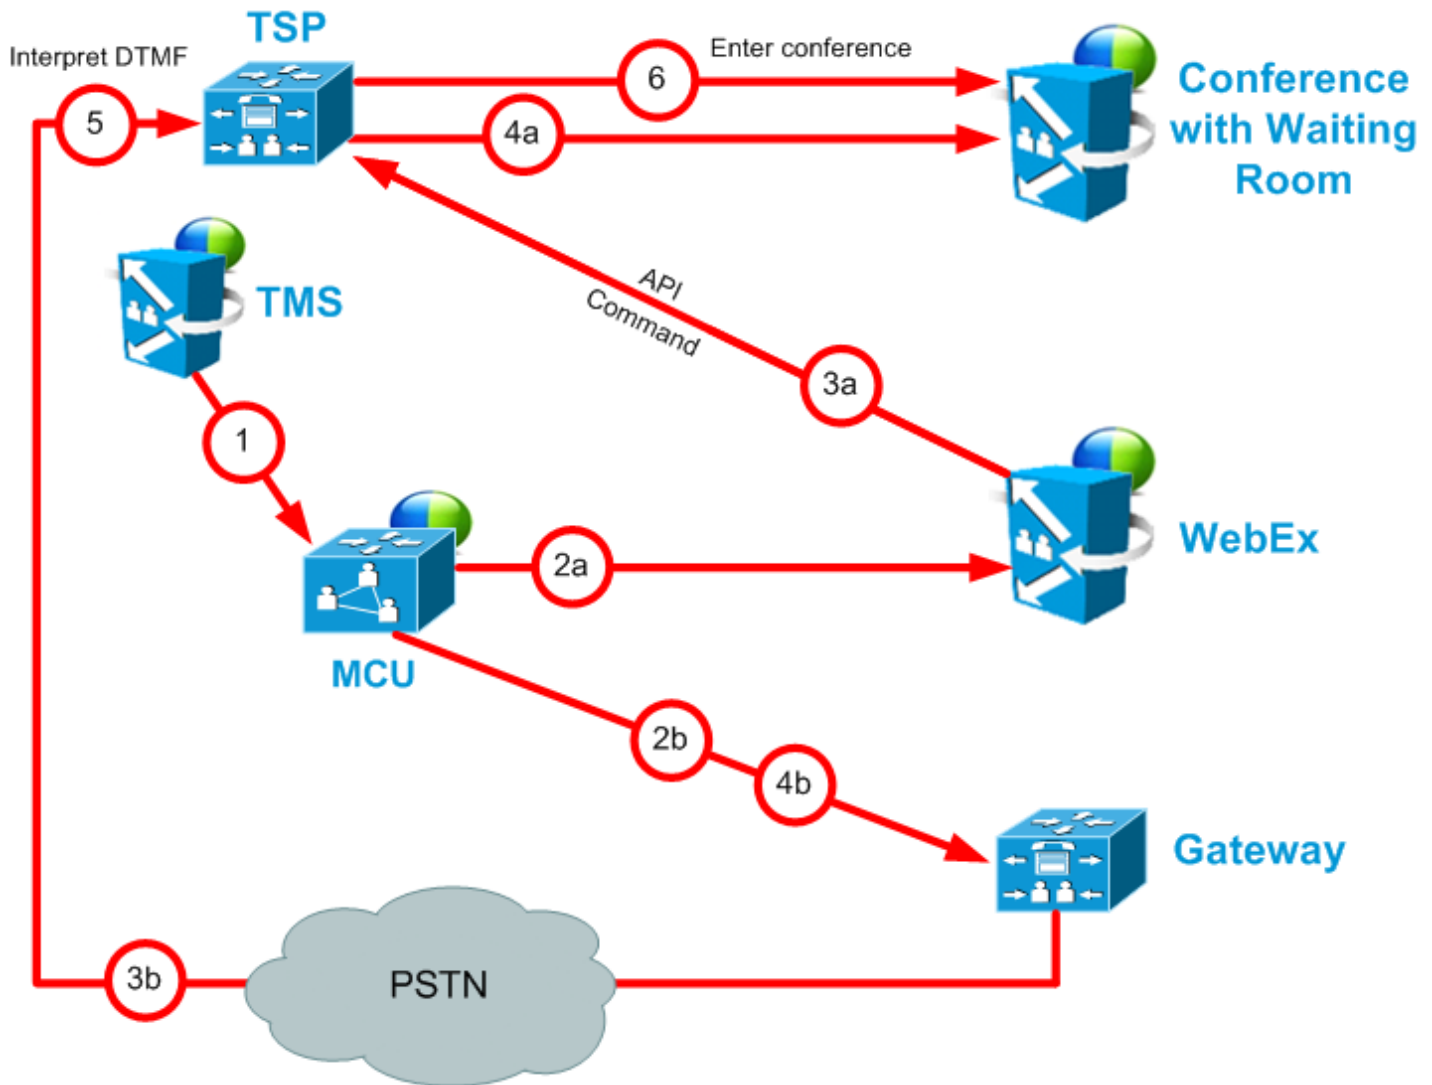 TSP
Interpret DTMF
Enter conference
6
5
4a
Conference
with Waiting
Room
TMS
API
Command
3a
1
WebEx
2a
MCU
2b
4b
Gateway
3b
PSTN